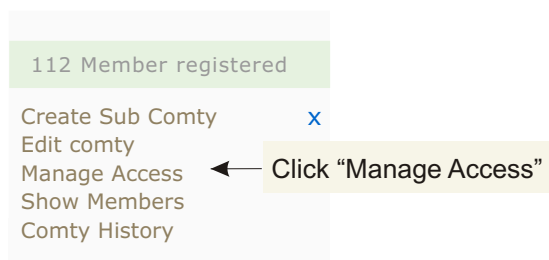 112 Member registered
Create Sub Comty x
Edit comty
Manage Access
Click “Manage Access”
Show Members
Comty History